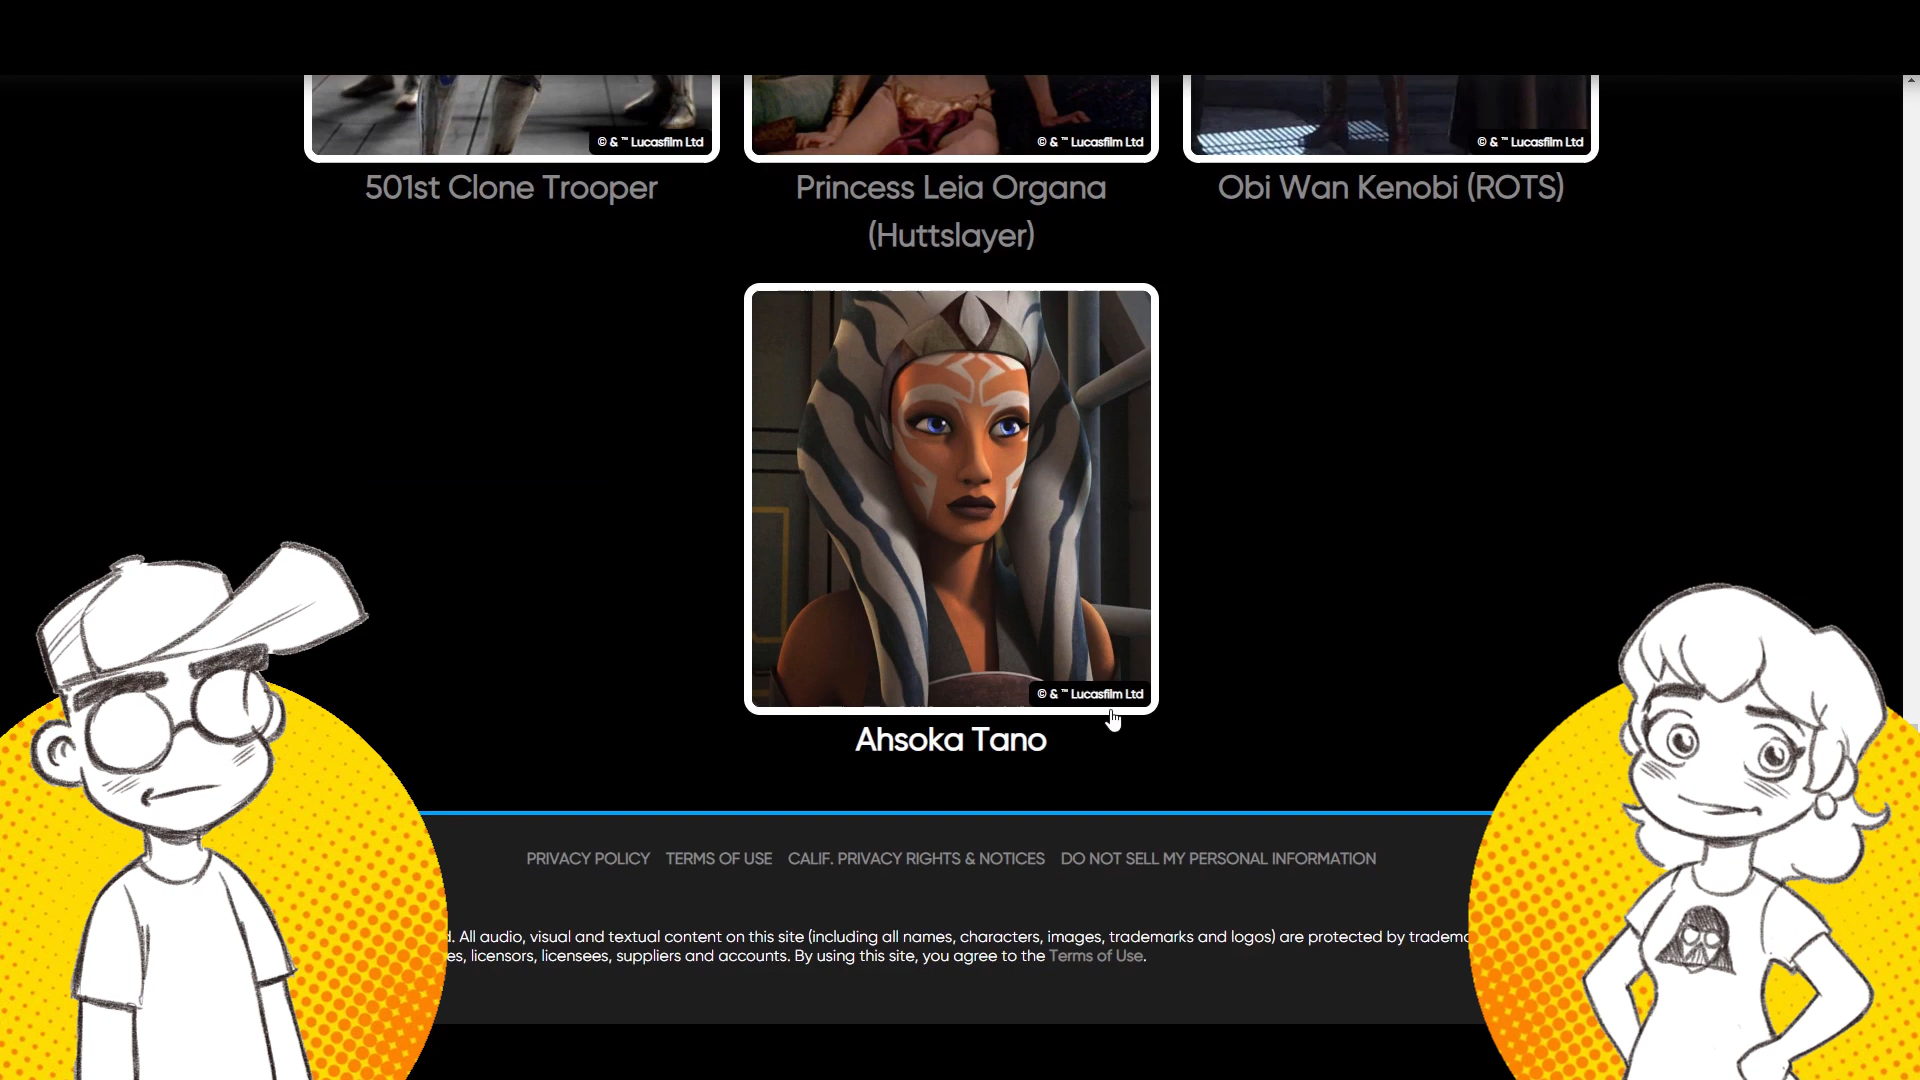 © & ™ Lucasfilm Ltd
© & ™ Lucasfilm Ltd
© & ™ Lucasfilm Ltd
501st Clone Trooper
Princess Leia Organa
(Huttslayer)
Obi Wan Kenobi (ROTS)
© & ™ Lucasfilm Ltd
Ahsoka Tano
PRIVACY POLICY TERMS OF USE CALIF. PRIVACY RIGHTS & NOTICES DO NOT SELL MY PERSONAL INFORMATION
All audio, visual and textual content on this site (including all names, characters, images, trademarks and logos) are protected by
licensors, licensees, suppliers and accounts. By using this site, you agree to the Terms of Use.